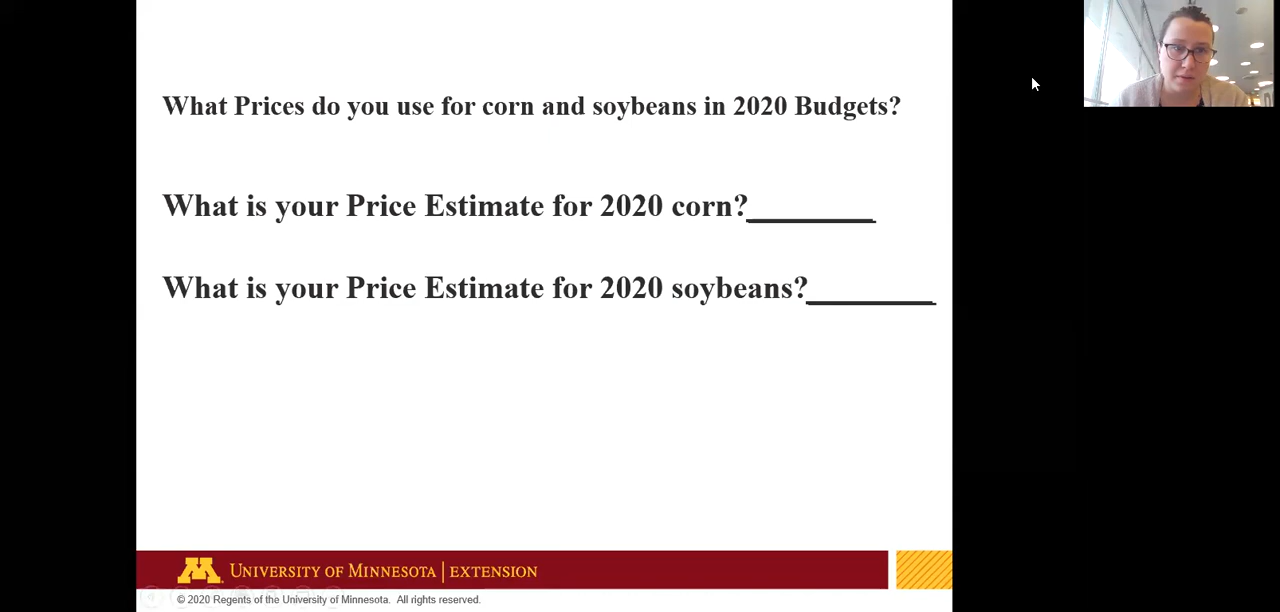 What Prices do you use for corn and soybeans in 2020 Budgets?
What is your Price Estimate for 2020 corn?________
What is your Price Estimate for 2020 soybeans?________
M UNIVERSITY OF MINNESOTA | EXTENSION
© 2020 Regents of the University of Minnesota. All rights reserved.